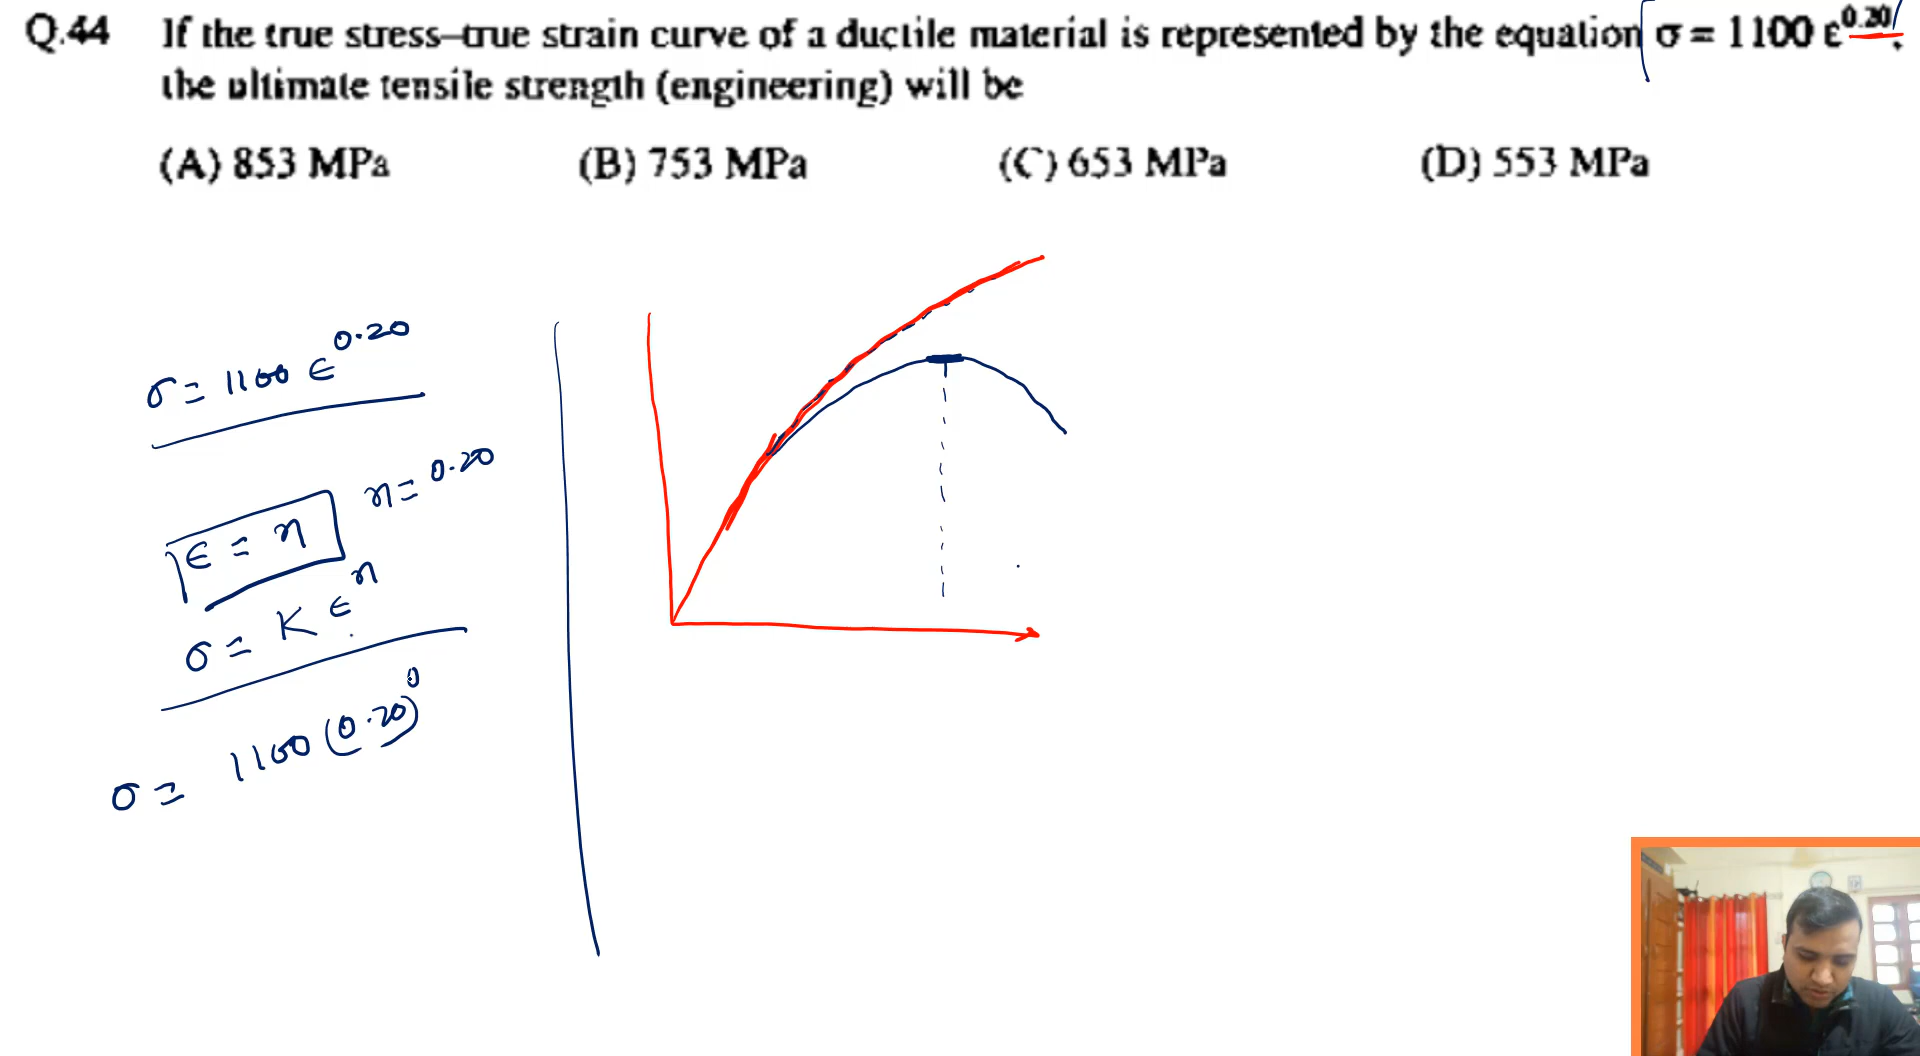 Q.44 If the true stress–true strain curve of a ductile material is represented by the equation σ = 1100 ε^0.20,
the ultimate tensile strength (engineering) will be
(A) 853 MPa (B) 753 MPa (C) 653 MPa (D) 553 MPa
σ = 1100 ϵ^0.20
n = 0.20
ϵ = n
σ = K ϵ^n
σ = 1100 (0.20)^0